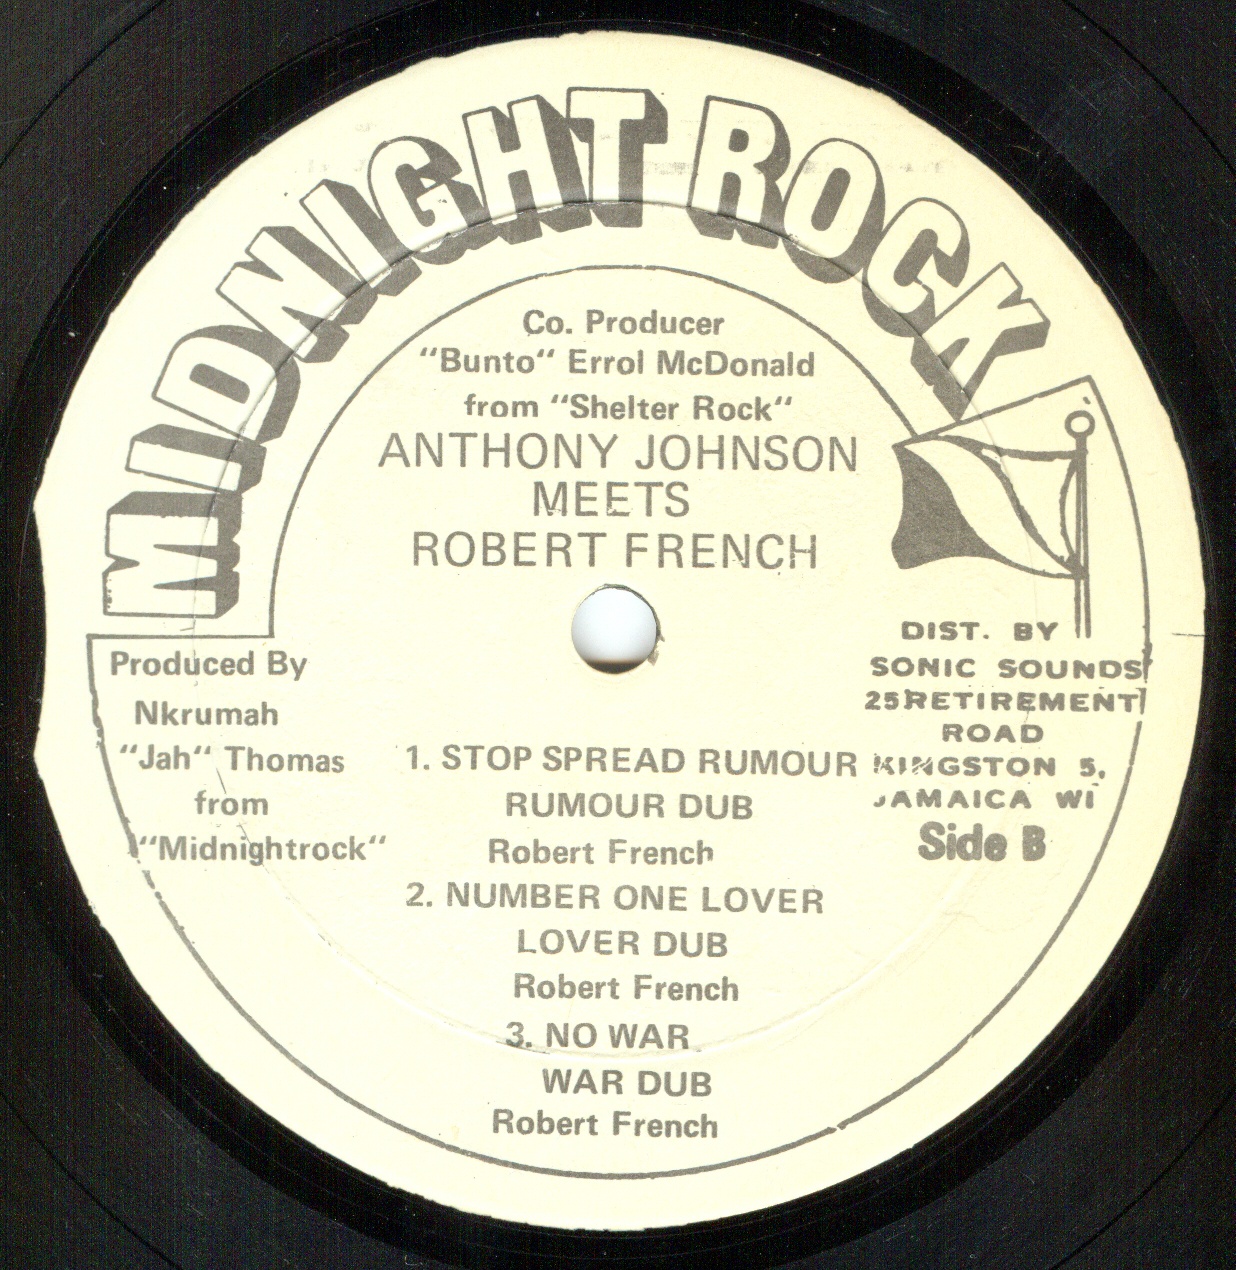 MIDNIGHT ROCK
Co. Producer
"Bunto" Errol McDonald
from "Shelter Rock"
ANTHONY JOHNSON
MEETS
ROBERT FRENCH
Produced By
Nkrumah
"Jah" Thomas
from
"Midnightrock"
DIST. BY
SONIC SOUNDS
25 RETIREMENT
ROAD
KINGSTON 5,
JAMAICA WI
Side B
1. STOP SPREAD RUMOUR
RUMOUR DUB
Robert French
2. NUMBER ONE LOVER
LOVER DUB
Robert French
3. NO WAR
WAR DUB
Robert French